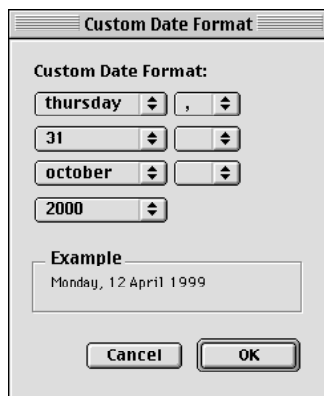 Custom Date Format
Custom Date Format:
thursday ,
31
october
2000
Example
Monday, 12 April 1999
Cancel OK